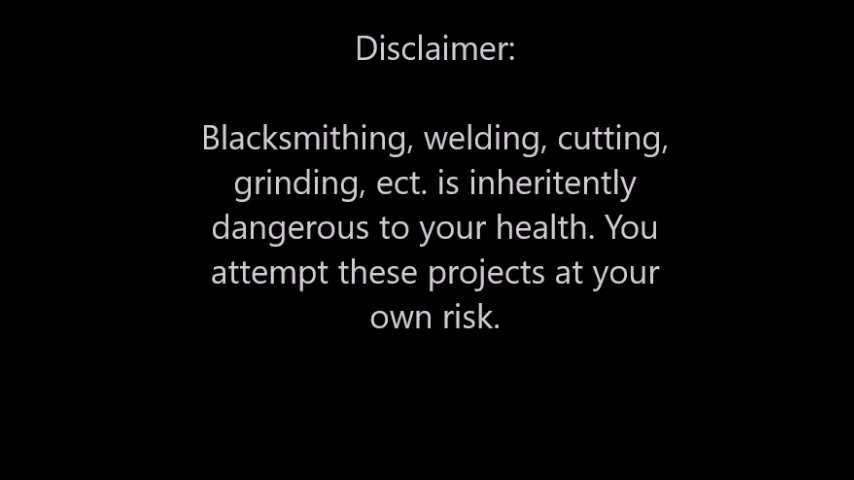 Disclaimer:
Blacksmithing, welding, cutting,
grinding, ect. is inheritently
dangerous to your health. You
attempt these projects at your
own risk.